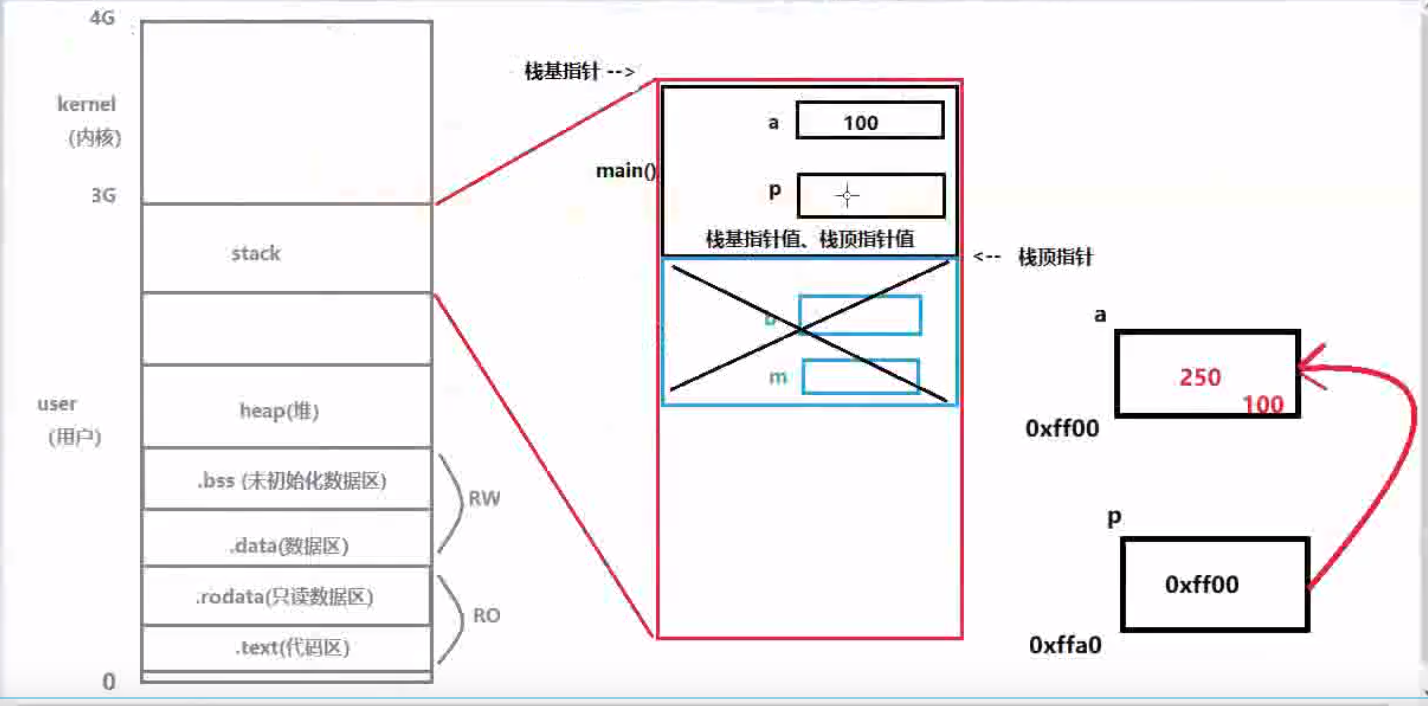 4G
kernel
(内核)
3G
stack
user
(用户)
heap(堆)
.bss (未初始化数据区)
RW
.data(数据区)
.rodata(只读数据区)
RO
.text(代码区)
0
栈基指针 -->
main()
a
100
p
栈基指针值、栈顶指针值
<-- 栈顶指针
m
a
250
100
0xff00
p
0xff00
0xffa0